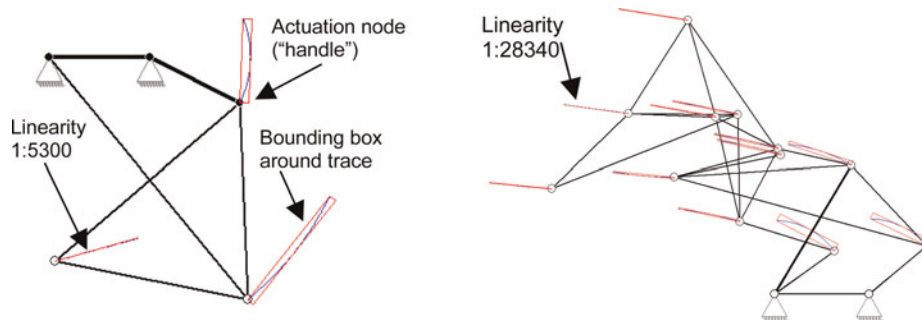 Actuation node
("handle")
Linearity
1:5300
Bounding box
around trace
Linearity
1:28340